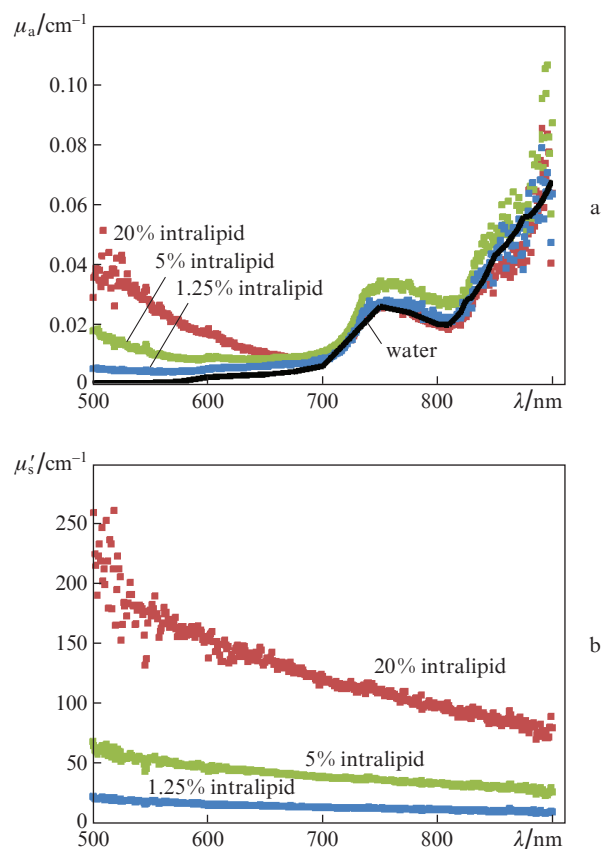 μa/cm⁻¹
0.10
0.08
0.06
0.04
0.02
0
20% intralipid
5% intralipid
1.25% intralipid
water
a
500 600 700 800 λ/nm
μs′/cm⁻¹
250
200
150
100
50
0
20% intralipid
5% intralipid
1.25% intralipid
b
500 600 700 800 λ/nm